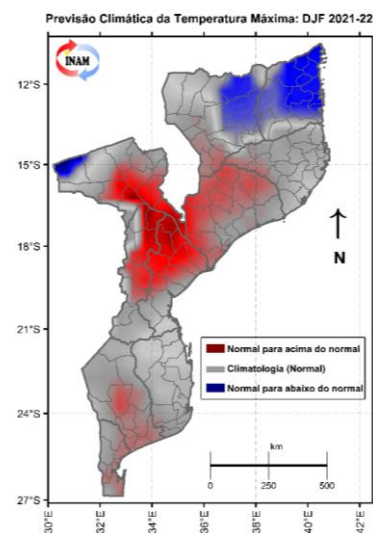 Previsão Climática da Temperatura Máxima: DJF 2021-22
INAM
12°S
15°S
18°S
21°S
24°S
27°S
N
Normal para acima do normal
Climatologia (Normal)
Normal para abaixo do normal
km
0 250 500
30°E 32°E 34°E 36°E 38°E 40°E 42°E